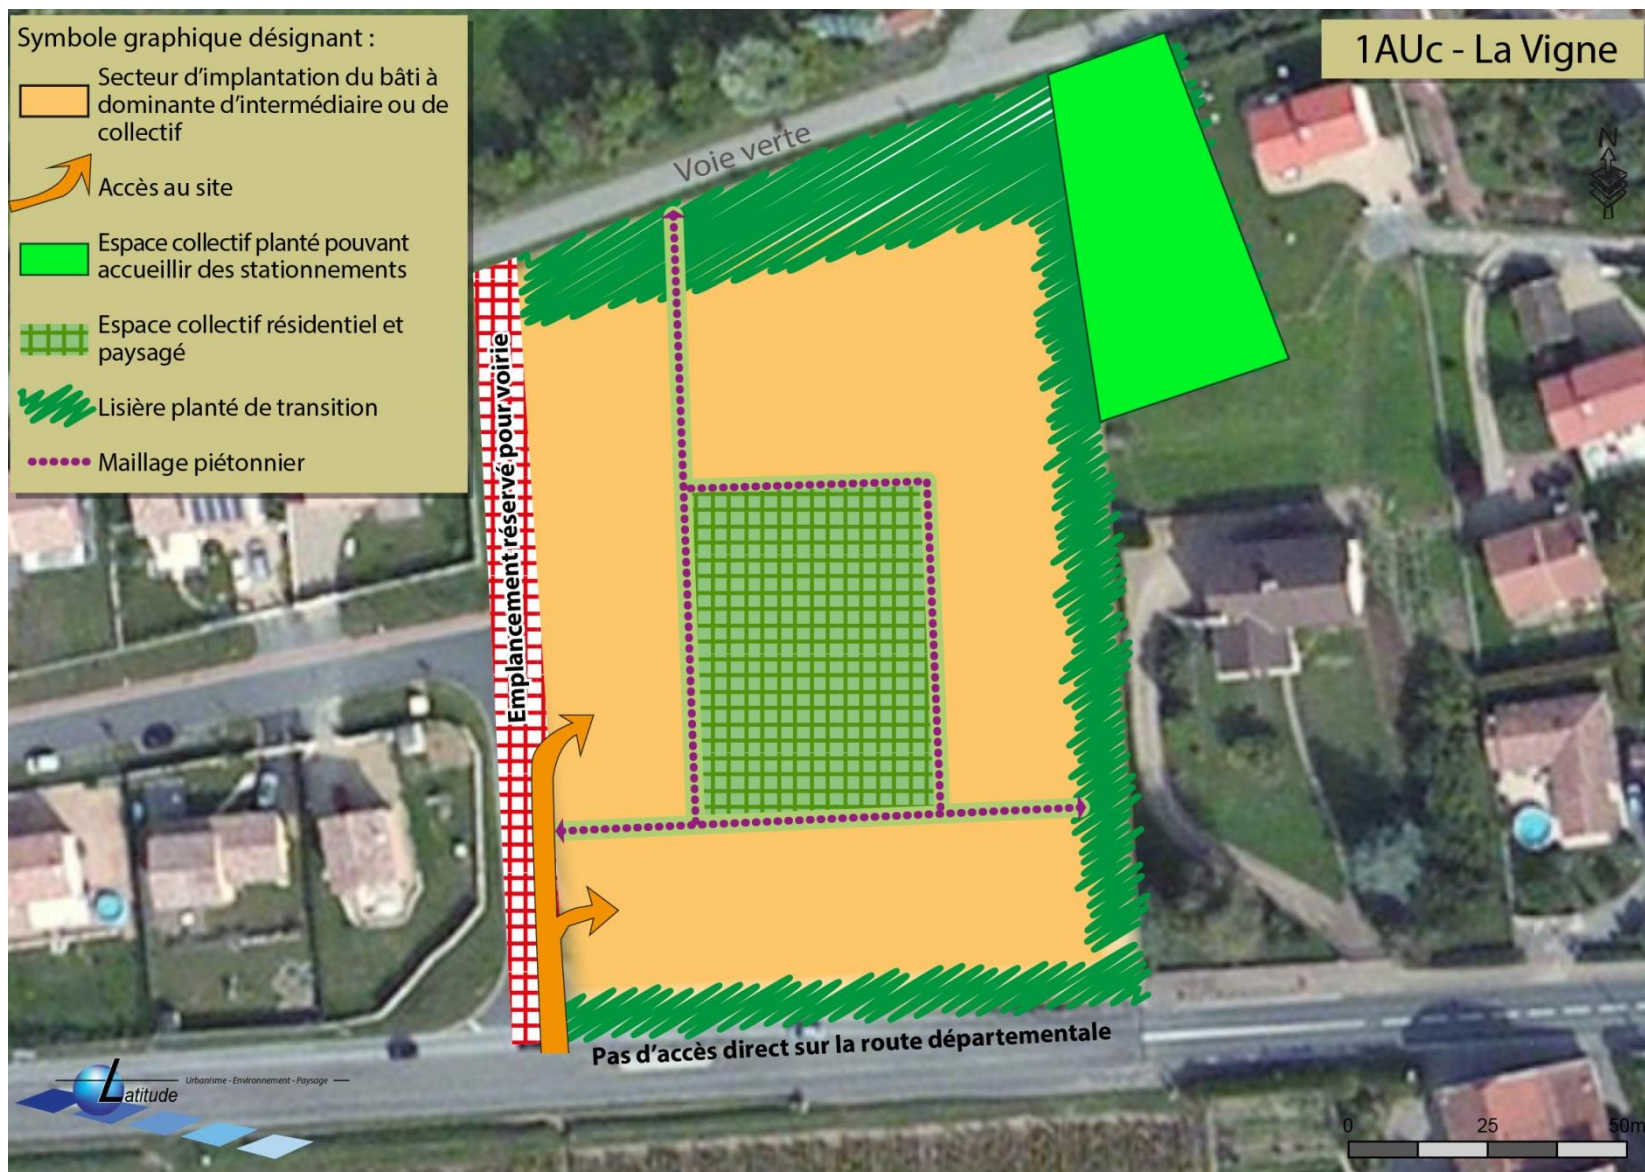 Symbole graphique désignant :
Secteur d'implantation du bâti à
dominante d'intermédiaire ou de
collectif
Accès au site
Espace collectif planté pouvant
accueillir des stationnements
Espace collectif résidentiel et
paysagé
Lisière planté de transition
Maillage piétonnier
1AUc - La Vigne
N
Voie verte
Emplancement réservé pour voirie
Pas d'accès direct sur la route départementale
Latitude
Urbanisme - Environnement - Paysage
0 25 50m